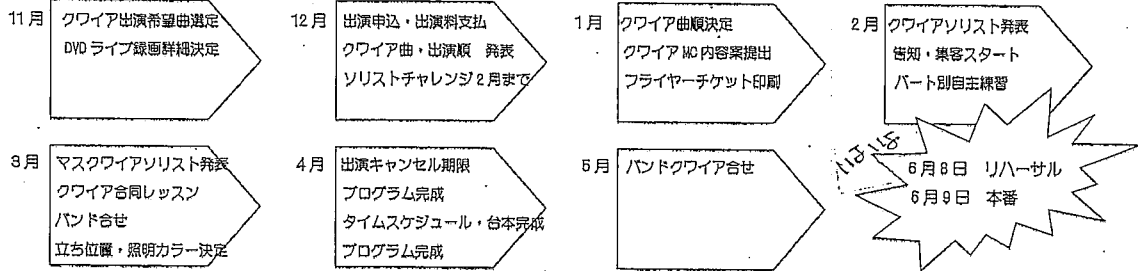 11月
クワイア出演希望曲選定
DVDライブ録画詳細決定
12月
出演申込・出演料支払
クワイア曲・出演順　発表
ソリストチャレンジ2月まで
1月
クワイア曲順決定
クワイアMC内容案提出
フライヤーチケット印刷
2月
クワイアソリスト発表
告知・集客スタート
パート別自主練習
3月
マスクワイアソリスト発表
クワイア合同レッスン
バンド合せ
立ち位置・照明カラー決定
4月
出演キャンセル期限
プログラム完成
タイムスケジュール・台本完成
プログラム完成
5月
バンドクワイア合せ
6月8日　リハーサル
6月9日　本番